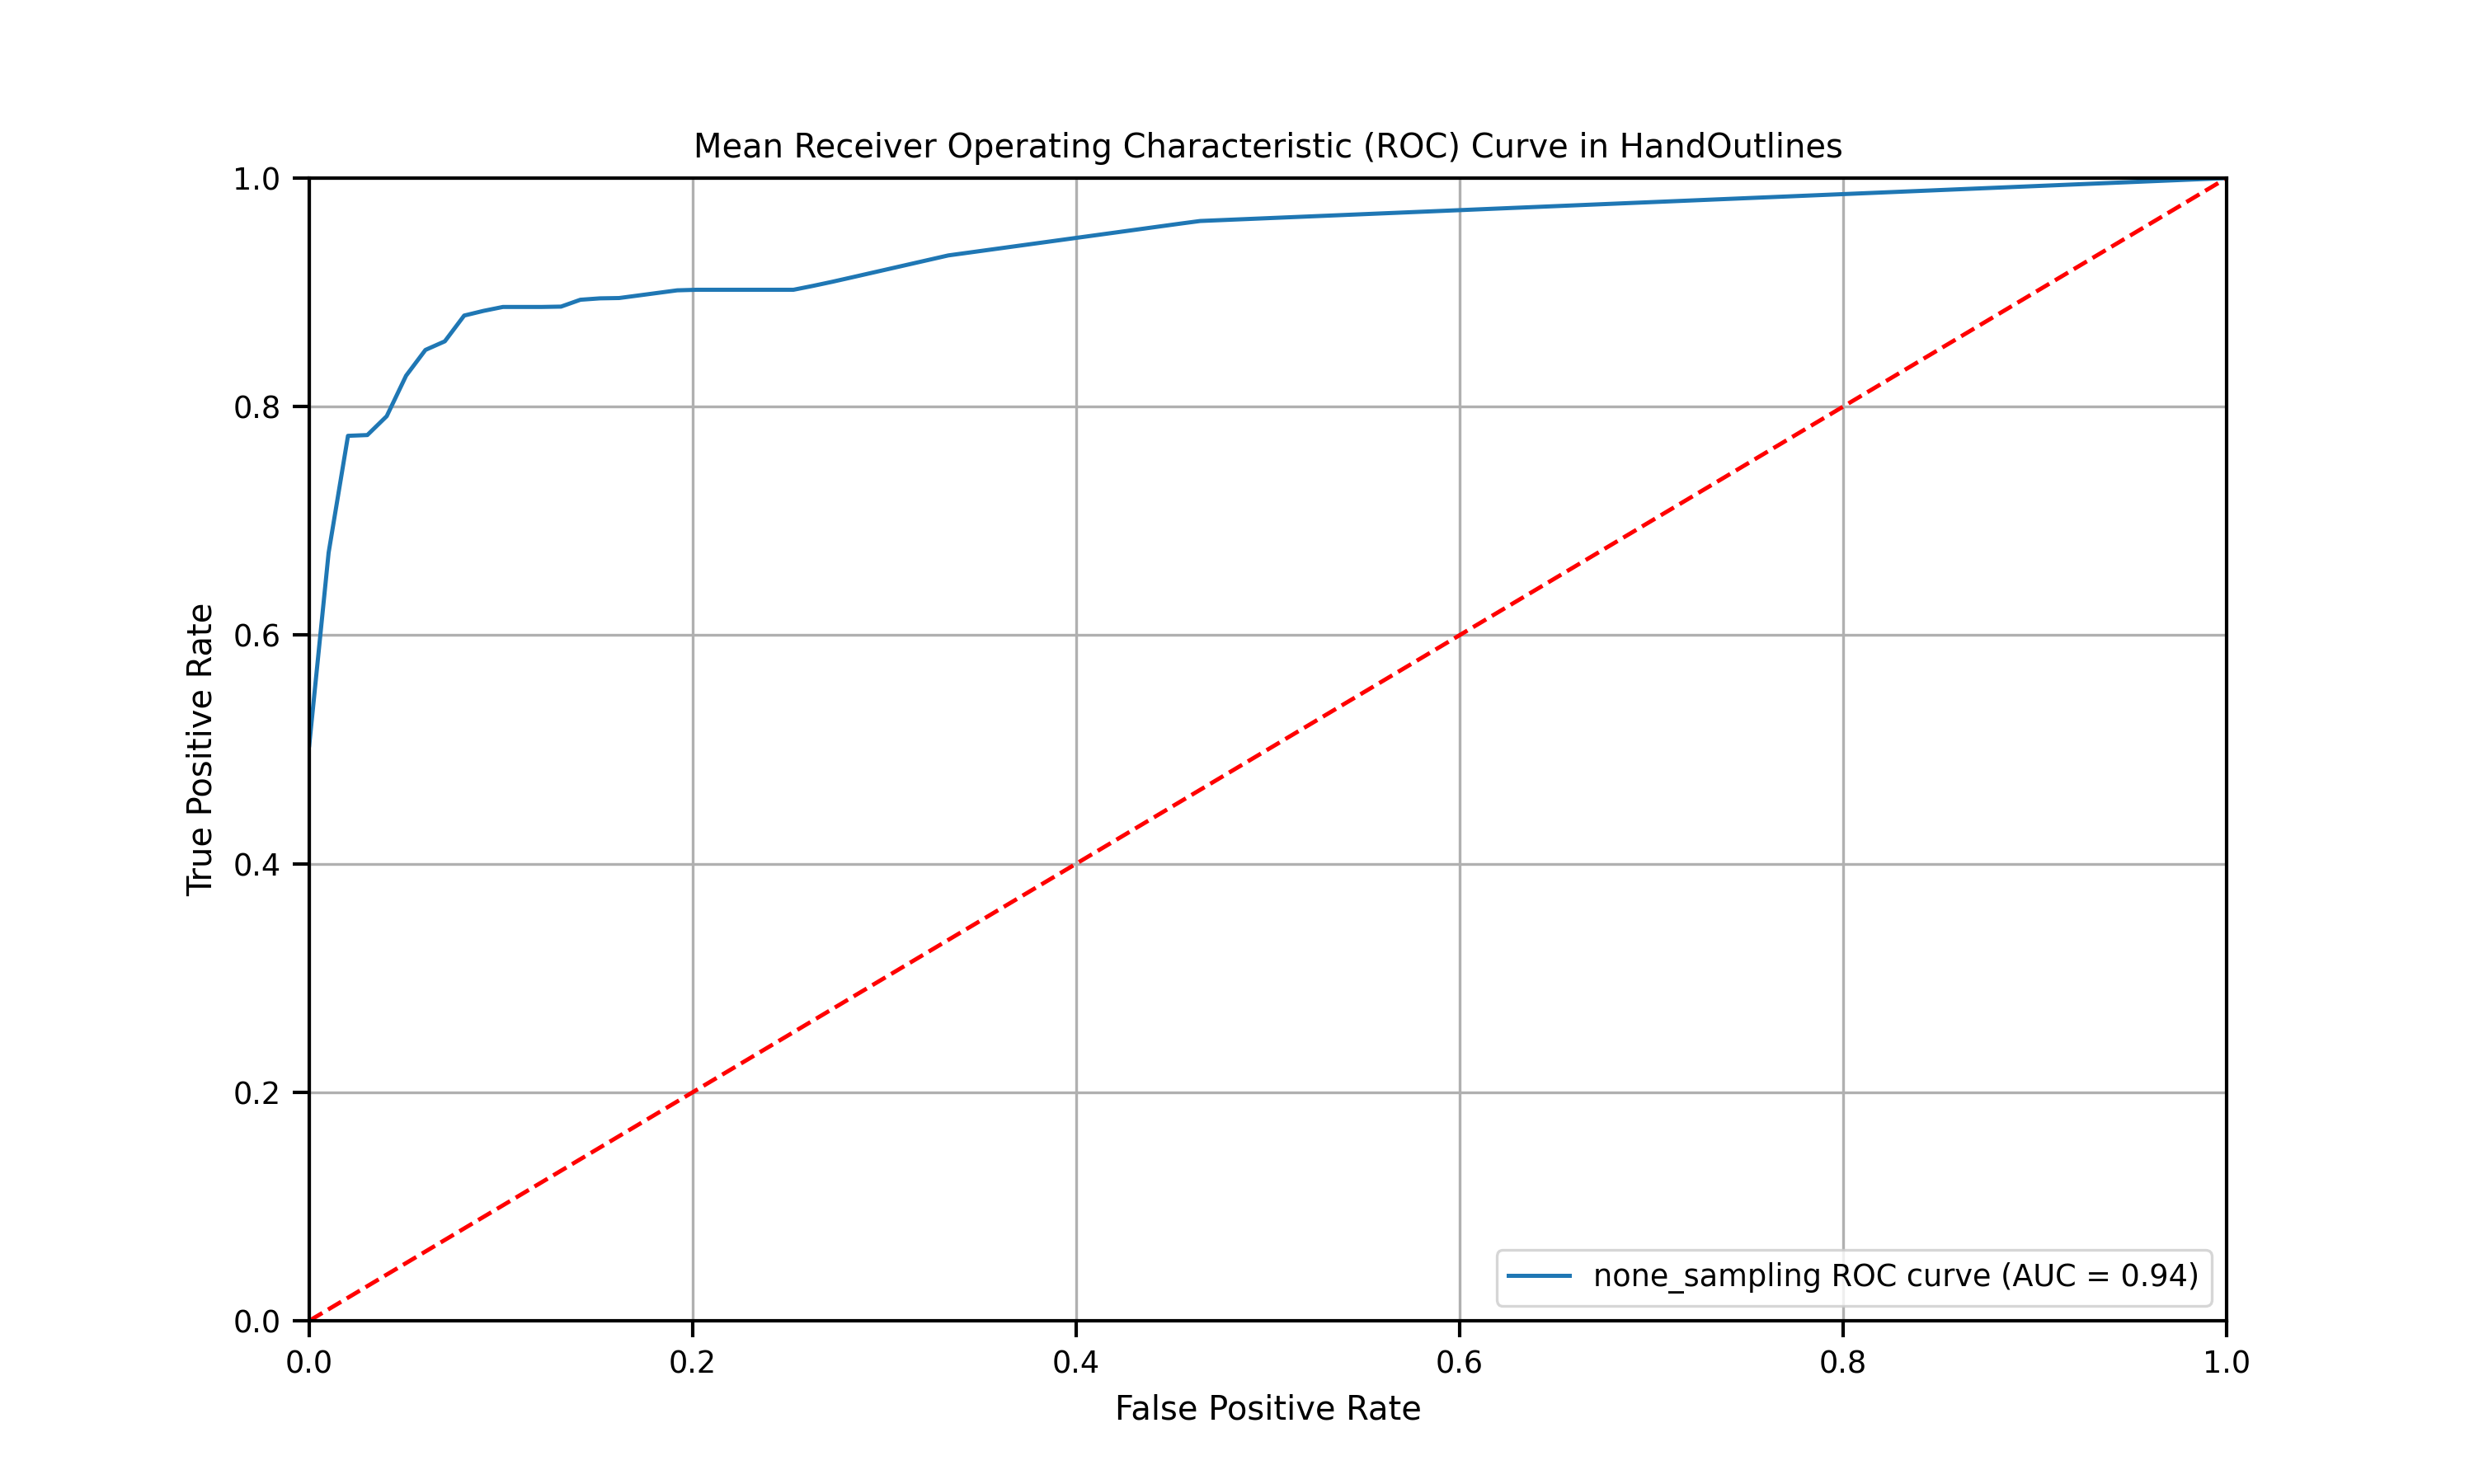 Mean Receiver Operating Characteristic (ROC) Curve in HandOutlines
1.0
0.8
0.6
0.4
0.2
0.0
True Positive Rate
0.0 0.2 0.4 0.6 0.8 1.0
False Positive Rate
none_sampling ROC curve (AUC = 0.94)